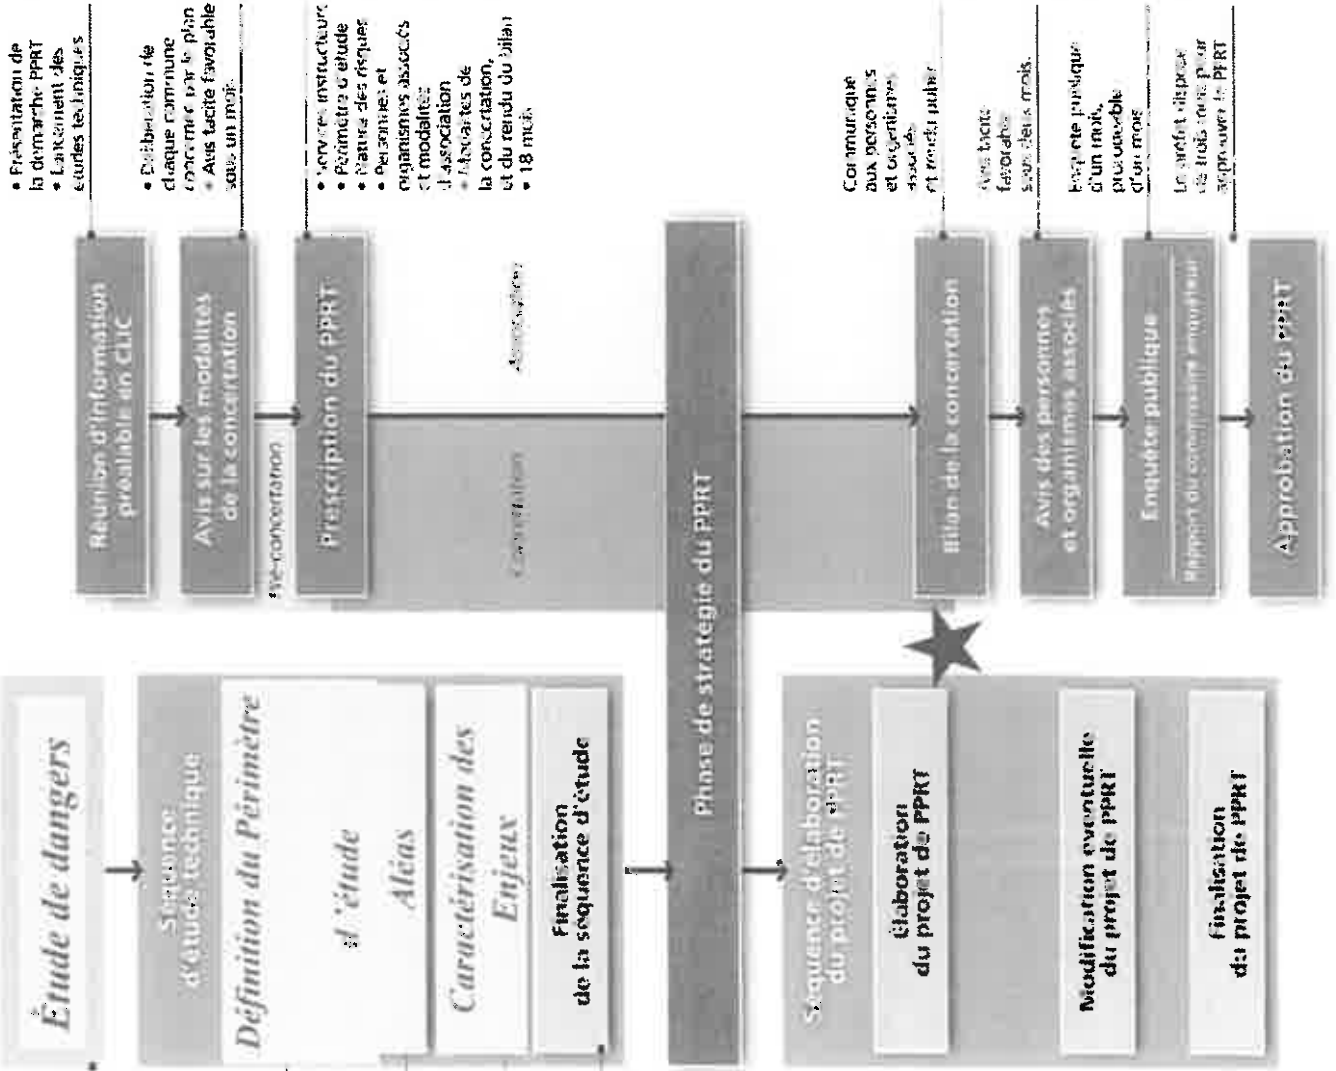 Étude de dangers
Séquence
d'étude technique
Définition du Périmètre
d'étude
Aléas
Caractérisation des
Enjeux
Finalisation
de la séquence d'étude
Phase de stratégie du PPRT
Séquence d'élaboration
du projet de PPRT
Élaboration
du projet de PPRT
Modification éventuelle
du projet de PPRT
Finalisation
du projet de PPRT
Réunion d'information
préalable en CLIC
Avis sur les modalités
de la concertation
Pré-concertation
Prescription du PPRT
Concertation
Association
Bilan de la concertation
Avis des personnes
et organismes associés
Enquête publique
Rapport du commissaire enquêteur
Approbation du PPRT
• Présentation de
la démarche PPRT
• Lancement des
études techniques
• Délibération de
chaque commune
concernée par le plan
• Avis tacite favorable
sous un mois
• Services instructeurs
• Périmètre d'étude
• Nature des risques
• Personnes et
organismes associés
et modalités
d'association
• Modalités de
la concertation,
et du rendu du bilan
• 18 mois
Communiqué
aux personnes
et organismes
associés
et rendu public
Avis tacite
favorable
sous deux mois.
Enquête publique
d'un mois,
prorogeable
d'un mois
Le préfet dispose
de trois mois pour
approuver le PPRT